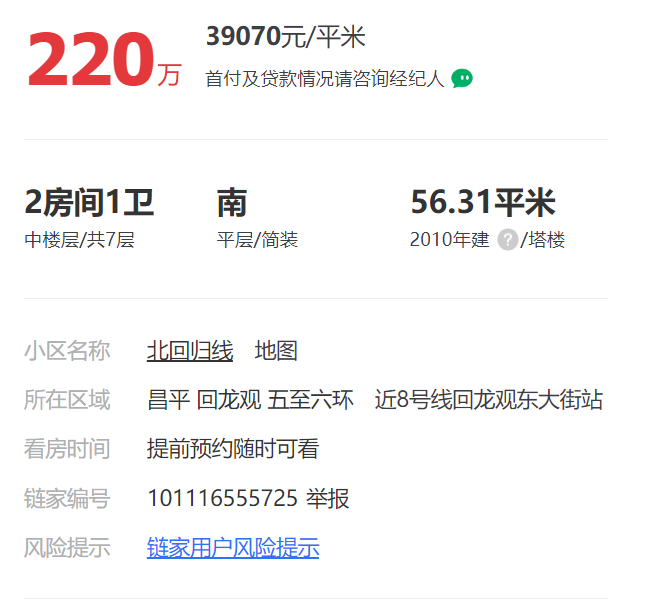 220万
39070元/平米
首付及贷款情况请咨询经纪人
2房间1卫 南 56.31平米
中楼层/共7层 平层/简装 2010年建 ?/塔楼
小区名称 北回归线 地图
所在区域 昌平 回龙观 五至六环 近8号线回龙观东大街站
看房时间 提前预约随时可看
链家编号 101116555725 举报
风险提示 链家用户风险提示